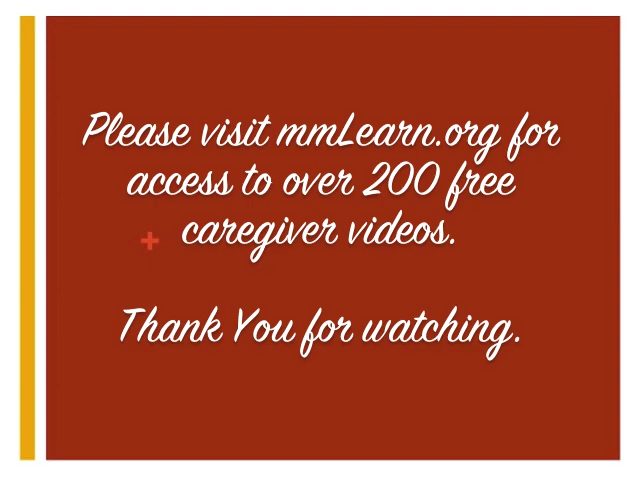 Please visit mmLearn.org for
access to over 200 free
caregiver videos.
Thank You for watching.